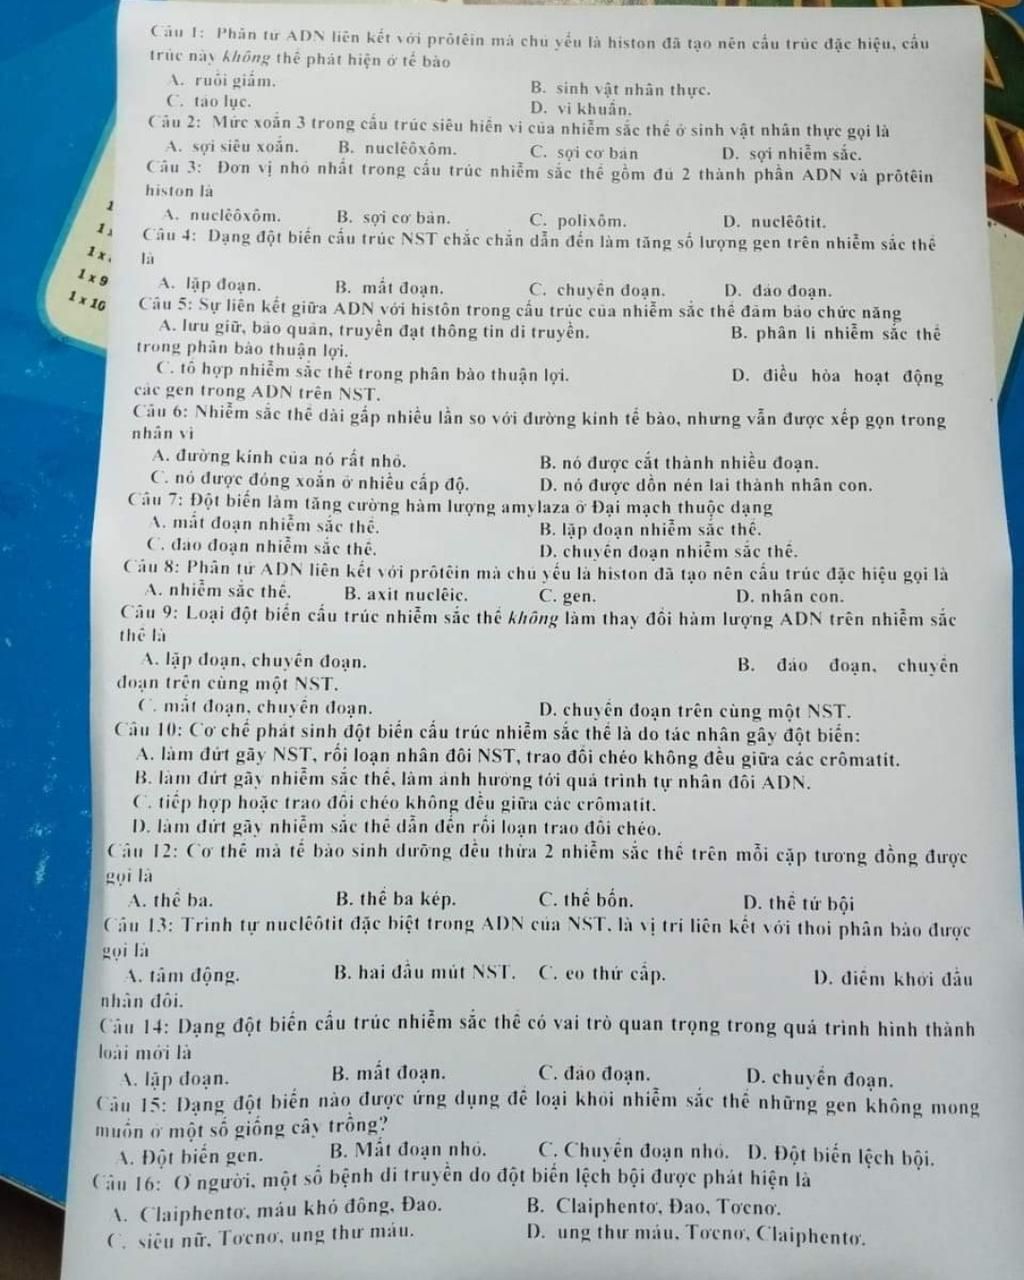 1
1 x
1 x
1 x 9
1 x 10
Câu 1: Phân tử ADN liên kết với prôtêin mà chủ yếu là histon đã tạo nên cấu trúc đặc hiệu, cấu
trúc này không thể phát hiện ở tế bào
A. ruồi giấm. B. sinh vật nhân thực.
C. tảo lục. D. vi khuẩn.
Câu 2: Mức xoắn 3 trong cấu trúc siêu hiển vi của nhiễm sắc thể ở sinh vật nhân thực gọi là
A. sợi siêu xoắn. B. nuclêôxôm. C. sợi cơ bản D. sợi nhiễm sắc.
Câu 3: Đơn vị nhỏ nhất trong cấu trúc nhiễm sắc thể gồm đủ 2 thành phần ADN và prôtêin
histon là
A. nuclêôxôm. B. sợi cơ bản. C. polixôm. D. nuclêôtit.
Câu 4: Dạng đột biến cấu trúc NST chắc chắn dẫn đến làm tăng số lượng gen trên nhiễm sắc thể
là
A. lặp đoạn. B. mất đoạn. C. chuyển đoạn. D. đảo đoạn.
Câu 5: Sự liên kết giữa ADN với histôn trong cấu trúc của nhiễm sắc thể đảm bảo chức năng
A. lưu giữ, bảo quản, truyền đạt thông tin di truyền. B. phân li nhiễm sắc thể
trong phân bào thuận lợi.
C. tổ hợp nhiễm sắc thể trong phân bào thuận lợi. D. điều hòa hoạt động
các gen trong ADN trên NST.
Câu 6: Nhiễm sắc thể dài gấp nhiều lần so với đường kính tế bào, nhưng vẫn được xếp gọn trong
nhân vì
A. đường kính của nó rất nhỏ. B. nó được cắt thành nhiều đoạn.
C. nó được đóng xoắn ở nhiều cấp độ. D. nó được dồn nén lai thành nhân con.
Câu 7: Đột biến làm tăng cường hàm lượng amylaza ở Đại mạch thuộc dạng
A. mất đoạn nhiễm sắc thể. B. lặp đoạn nhiễm sắc thể.
C. đảo đoạn nhiễm sắc thể. D. chuyển đoạn nhiễm sắc thể.
Câu 8: Phân tử ADN liên kết với prôtêin mà chủ yếu là histon đã tạo nên cấu trúc đặc hiệu gọi là
A. nhiễm sắc thể. B. axit nuclêic. C. gen. D. nhân con.
Câu 9: Loại đột biến cấu trúc nhiễm sắc thể không làm thay đổi hàm lượng ADN trên nhiễm sắc
thể là
A. lặp đoạn, chuyển đoạn. B. đảo đoạn, chuyển
đoạn trên cùng một NST.
C. mất đoạn, chuyển đoạn. D. chuyển đoạn trên cùng một NST.
Câu 10: Cơ chế phát sinh đột biến cấu trúc nhiễm sắc thể là do tác nhân gây đột biến:
A. làm đứt gãy NST, rối loạn nhân đôi NST, trao đổi chéo không đều giữa các crômatit.
B. làm đứt gãy nhiễm sắc thể, làm ảnh hưởng tới quá trình tự nhân đôi ADN.
C. tiếp hợp hoặc trao đổi chéo không đều giữa các crômatit.
D. làm đứt gãy nhiễm sắc thể dẫn đến rối loạn trao đổi chéo.
Câu 12: Cơ thể mà tế bào sinh dưỡng đều thừa 2 nhiễm sắc thể trên mỗi cặp tương đồng được
gọi là
A. thể ba. B. thể ba kép. C. thể bốn. D. thể tứ bội
Câu 13: Trình tự nuclêôtit đặc biệt trong ADN của NST, là vị trí liên kết với thoi phân bào được
gọi là
A. tâm động. B. hai đầu mút NST. C. eo thứ cấp. D. điểm khởi đầu
nhân đôi.
Câu 14: Dạng đột biến cấu trúc nhiễm sắc thể có vai trò quan trọng trong quá trình hình thành
loài mới là
A. lặp đoạn. B. mất đoạn. C. đảo đoạn. D. chuyển đoạn.
Câu 15: Dạng đột biến nào được ứng dụng để loại khỏi nhiễm sắc thể những gen không mong
muốn ở một số giống cây trồng?
A. Đột biến gen. B. Mất đoạn nhỏ. C. Chuyển đoạn nhỏ. D. Đột biến lệch bội.
Câu 16: Ở người, một số bệnh di truyền do đột biến lệch bội được phát hiện là
A. Claiphentơ, máu khó đông, Đao. B. Claiphentơ, Đao, Tơcnơ.
C. siêu nữ, Tơcnơ, ung thư máu. D. ung thư máu, Tơcnơ, Claiphentơ.